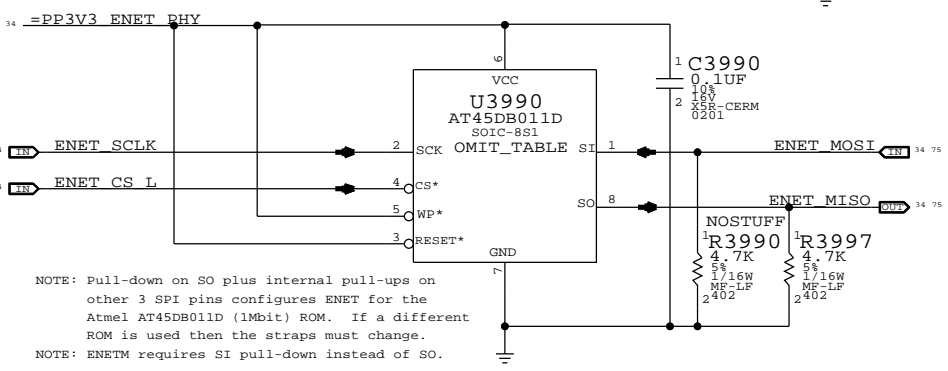 34 =PP3V3_ENET_PHY
6
VCC
U3990
AT45DB011D
SOIC-8S1
OMIT_TABLE
1 C3990
0.1UF
10%
16V
2 X5R-CERM
0201
IN ENET_SCLK 2 SCK
SI 1 ENET_MOSI IN 34 75
IN ENET_CS_L 4 CS*
SO 8 ENET_MISO OUT 34 75
5 WP*
3 RESET*
GND
7
NOSTUFF
1 R3990
4.7K
5%
1/16W
MF-LF
2 402
1 R3997
4.7K
5%
1/16W
MF-LF
2 402
NOTE: Pull-down on SO plus internal pull-ups on
other 3 SPI pins configures ENET for the
Atmel AT45DB011D (1Mbit) ROM. If a different
ROM is used then the straps must change.
NOTE: ENETM requires SI pull-down instead of SO.